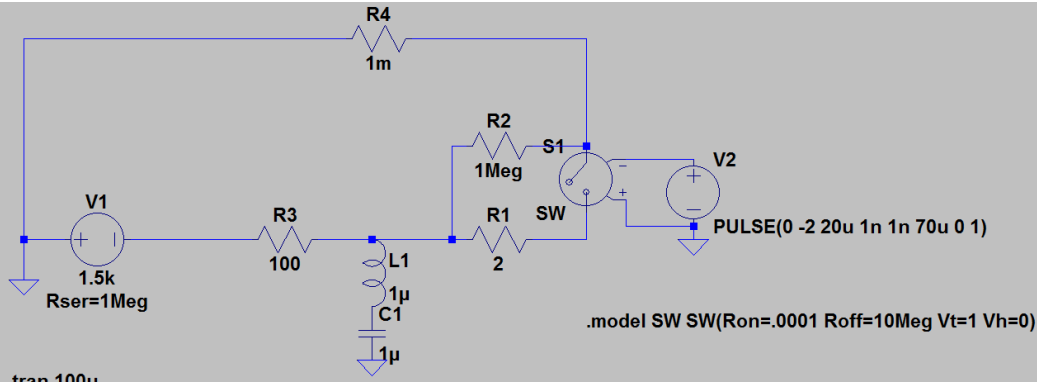 R4
1m
R2
1Meg
S1
SW
V2
PULSE(0 -2 20u 1n 1n 70u 0 1)
V1
1.5k
Rser=1Meg
R3
100
R1
2
L1
1µ
C1
1µ
.model SW SW(Ron=.0001 Roff=10Meg Vt=1 Vh=0)
tran 100u